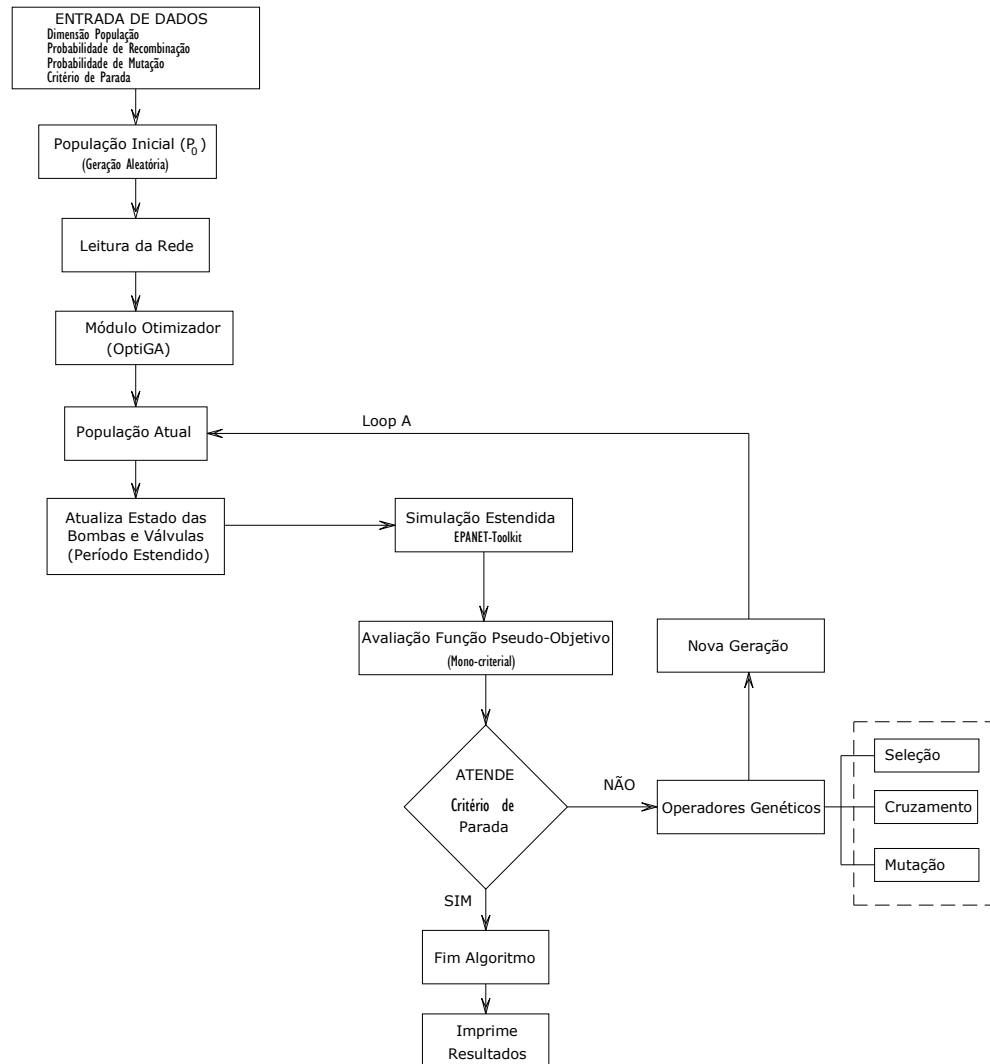 ENTRADA DE DADOS
Dimensão População
Probabilidade de Recombinação
Probabilidade de Mutação
Critério de Parada
População Inicial (P0)
(Geração Aleatória)
Leitura da Rede
Módulo Otimizador
(OptiGA)
Loop A
População Atual
Atualiza Estado das
Bombas e Válvulas
(Período Estendido)
Simulação Estendida
EPANET-Toolkit
Avaliação Função Pseudo-Objetivo
(Mono-criterial)
Nova Geração
ATENDE
Critério de
Parada
NÃO
Operadores Genéticos
Seleção
Cruzamento
Mutação
SIM
Fim Algoritmo
Imprime
Resultados